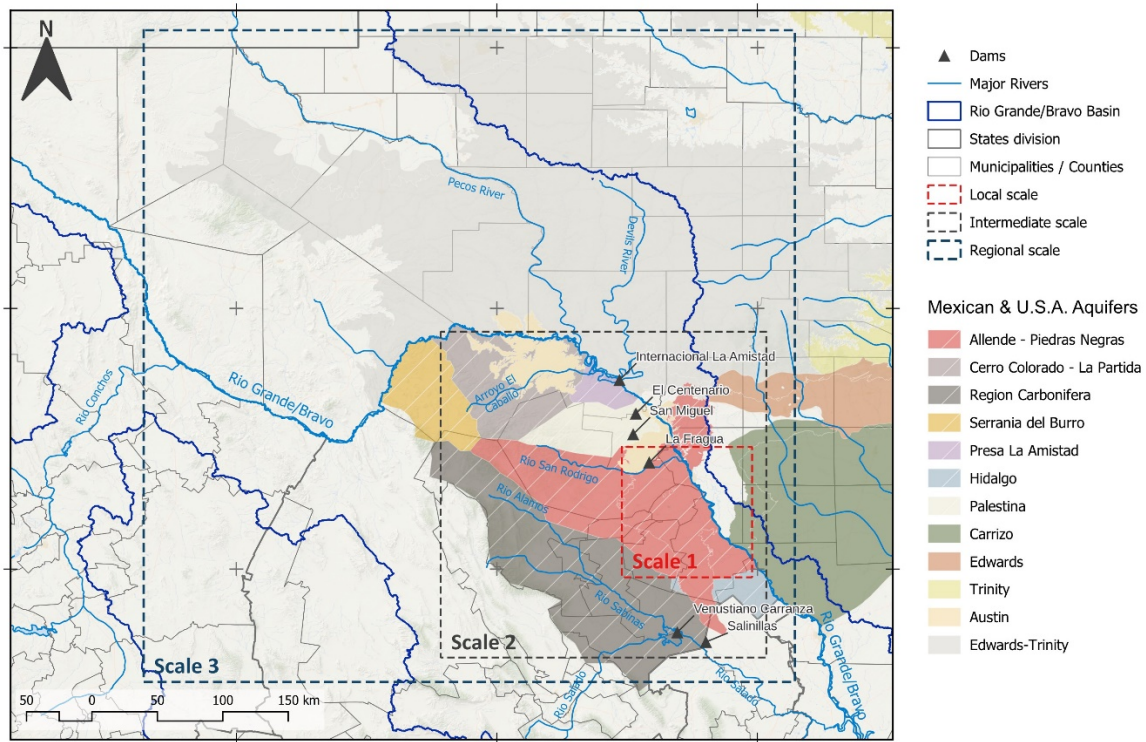 N
Pecos River
Devils River
Internacional La Amistad
El Centenario
San Miguel
La Fragua
Arroyo El
Caballo
Rio Grande/Bravo
Rio Conchos
Rio San Rodrigo
Rio Alamos
Scale 1
Rio Sabinas
Venustiano Carranza
Salinillas
Scale 2
Scale 3
Rio Salado
Rio Salado
Rio Grande/Bravo
50 0 50 100 150 km
Dams
Major Rivers
Rio Grande/Bravo Basin
States division
Municipalities / Counties
Local scale
Intermediate scale
Regional scale
Mexican & U.S.A. Aquifers
Allende - Piedras Negras
Cerro Colorado - La Partida
Region Carbonifera
Serrania del Burro
Presa La Amistad
Hidalgo
Palestina
Carrizo
Edwards
Trinity
Austin
Edwards-Trinity